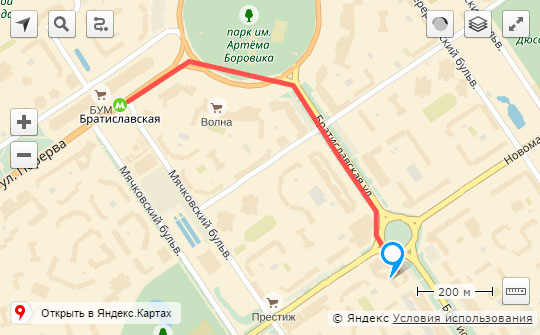 парк им.
Артёма
Боровика
БУМ
Братиславская
Волна
ул. Перерва
Братиславская ул.
Мячковский бульв.
Мячковский бульв.
Престиж
200 м
Открыть в Яндекс.Картах
© Яндекс Условия использования